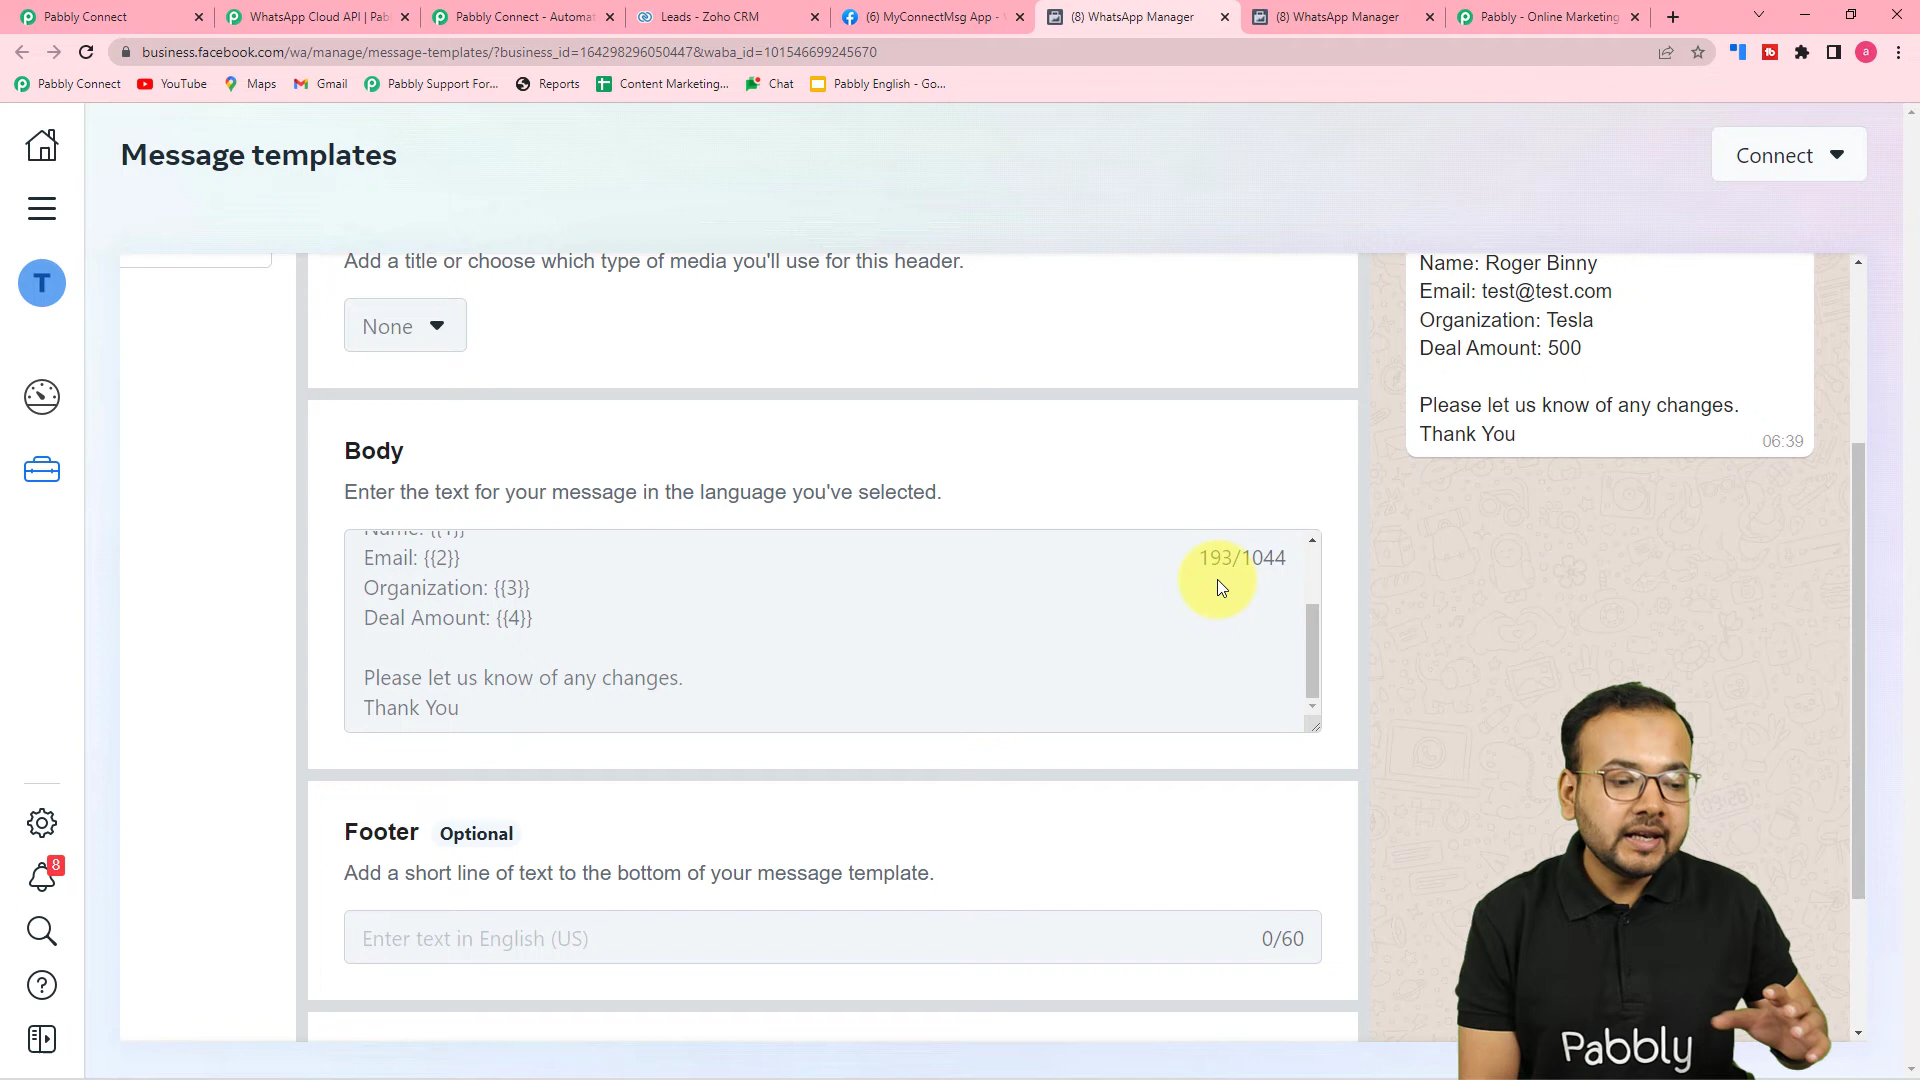 Pabbly Connect
WhatsApp Cloud API | Pab
Pabbly Connect - Automat
Leads - Zoho CRM
(6) MyConnectMsg App -
(8) WhatsApp Manager
(8) WhatsApp Manager
Pabbly - Online Marketing
business.facebook.com/wa/manage/message-templates/?business_id=164298296050447&waba_id=101546699245670
a
Pabbly Connect
YouTube
Maps
Gmail
Pabbly Support For...
Reports
Content Marketing...
Chat
Pabbly English - Go...
Message templates
Connect
T
8
Add a title or choose which type of media you'll use for this header.
None
Body
Enter the text for your message in the language you've selected.
Name: {{1}}
Email: {{2}}
193/1044
Organization: {{3}}
Deal Amount: {{4}}
Please let us know of any changes.
Thank You
Footer Optional
Add a short line of text to the bottom of your message template.
Enter text in English (US)
0/60
Name: Roger Binny
Email: test@test.com
Organization: Tesla
Deal Amount: 500
Please let us know of any changes.
Thank You
06:39
Pabbly